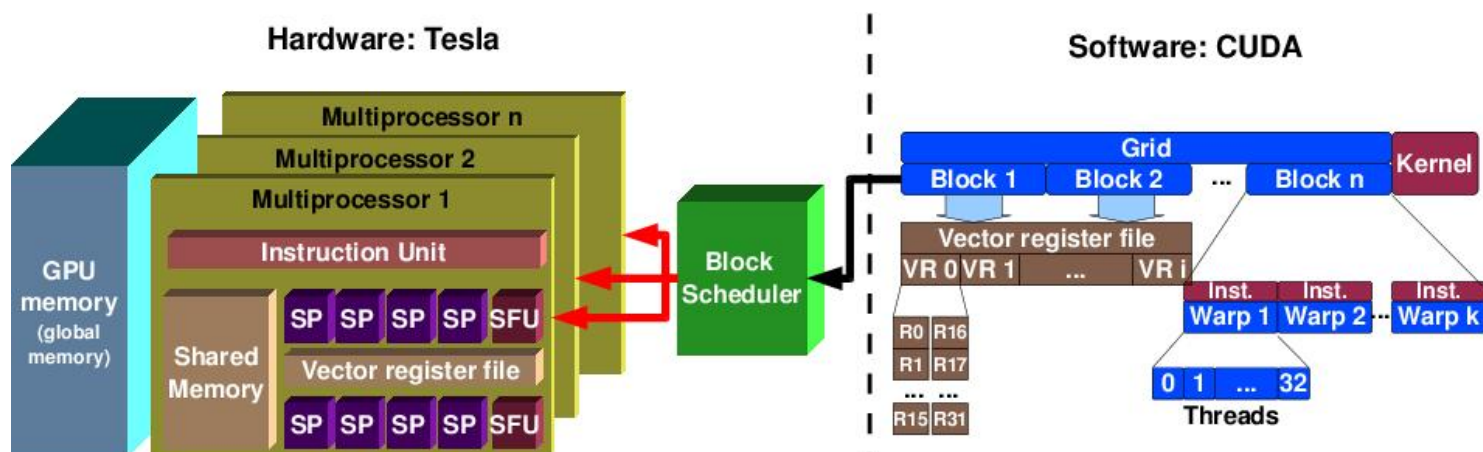 Hardware: Tesla
Software: CUDA
Multiprocessor n
Multiprocessor 2
Multiprocessor 1
Instruction Unit
GPU
memory
(global
memory)
Shared
Memory
SP SP SP SP SFU
Vector register file
SP SP SP SP SFU
Block
Scheduler
Grid
Kernel
Block 1 Block 2 ... Block n
Vector register file
VR 0 VR 1 ... VR i
Inst. Inst. Inst.
Warp 1 Warp 2 ... Warp k
R0 R16
R1 R17
... ...
R15 R31
0 1 ... 32
Threads